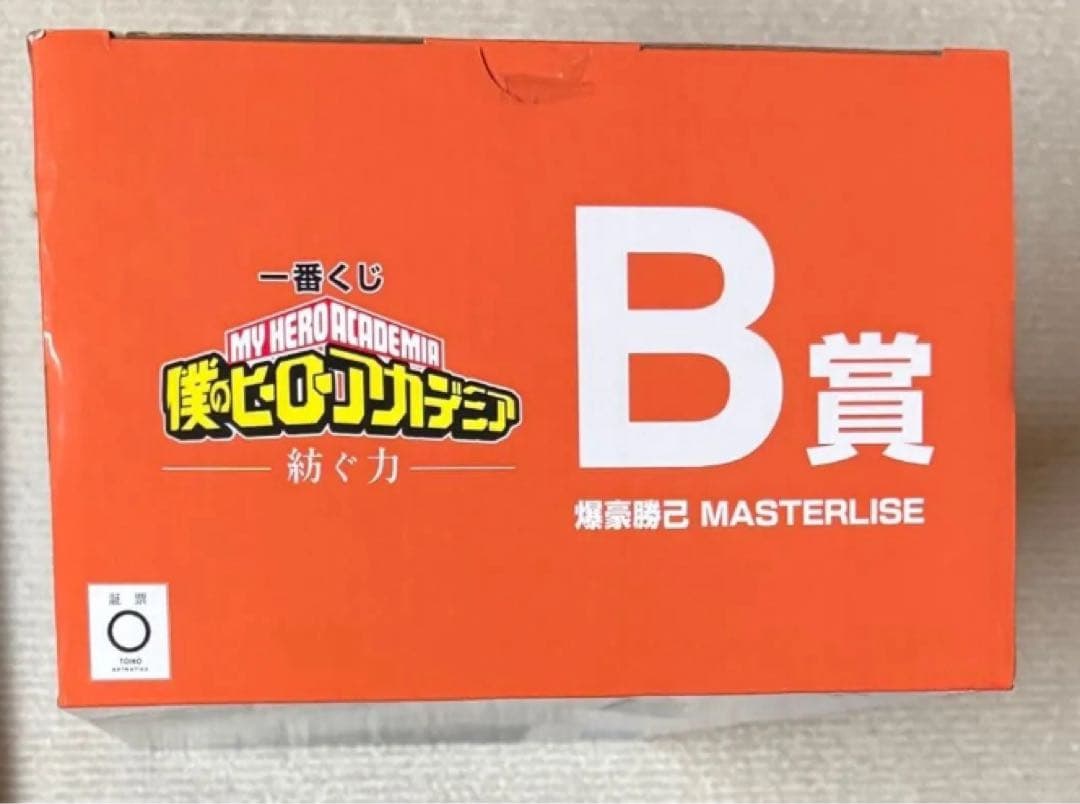 一番くじ
MY HERO ACADEMIA
僕のヒーローアカデミア
紡ぐ力
B賞
爆豪勝己 MASTERLISE
証 票
TOHO